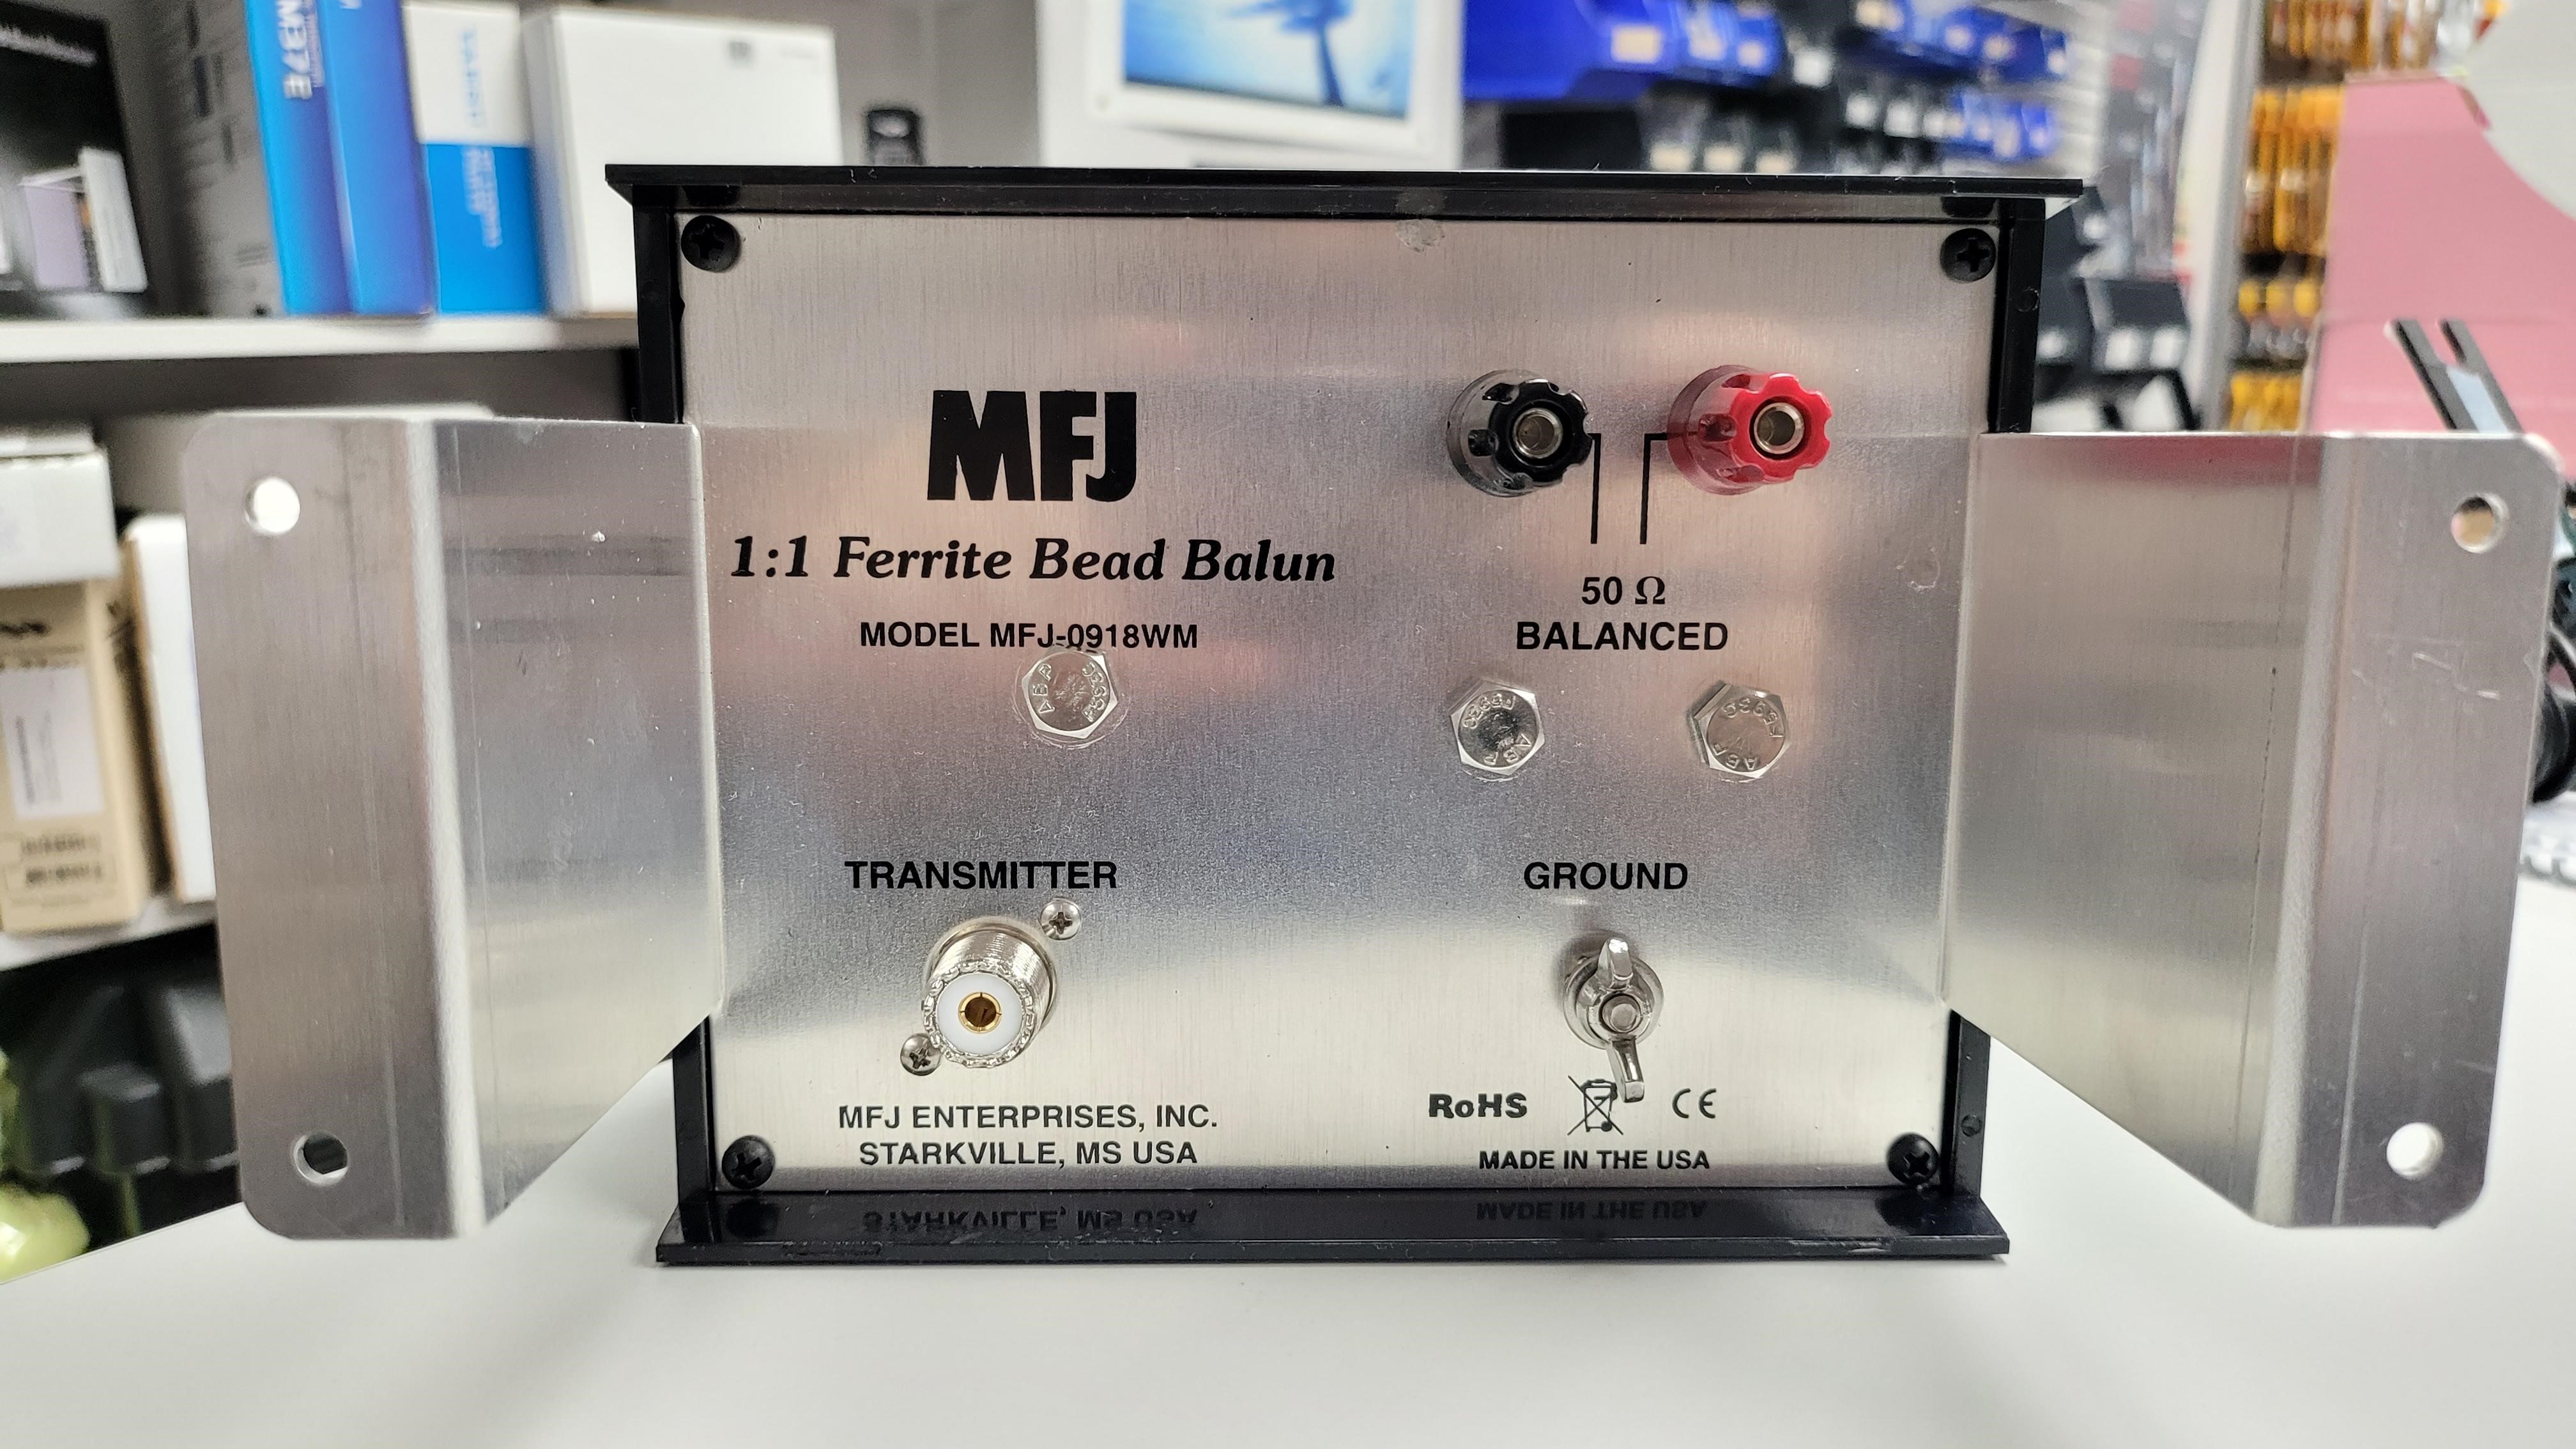 M37E
MFJ
1:1 Ferrite Bead Balun
MODEL MFJ-0918WM
50 Ω
BALANCED
TRANSMITTER
GROUND
MFJ ENTERPRISES, INC.
STARKVILLE, MS USA
RoHS CE
MADE IN THE USA